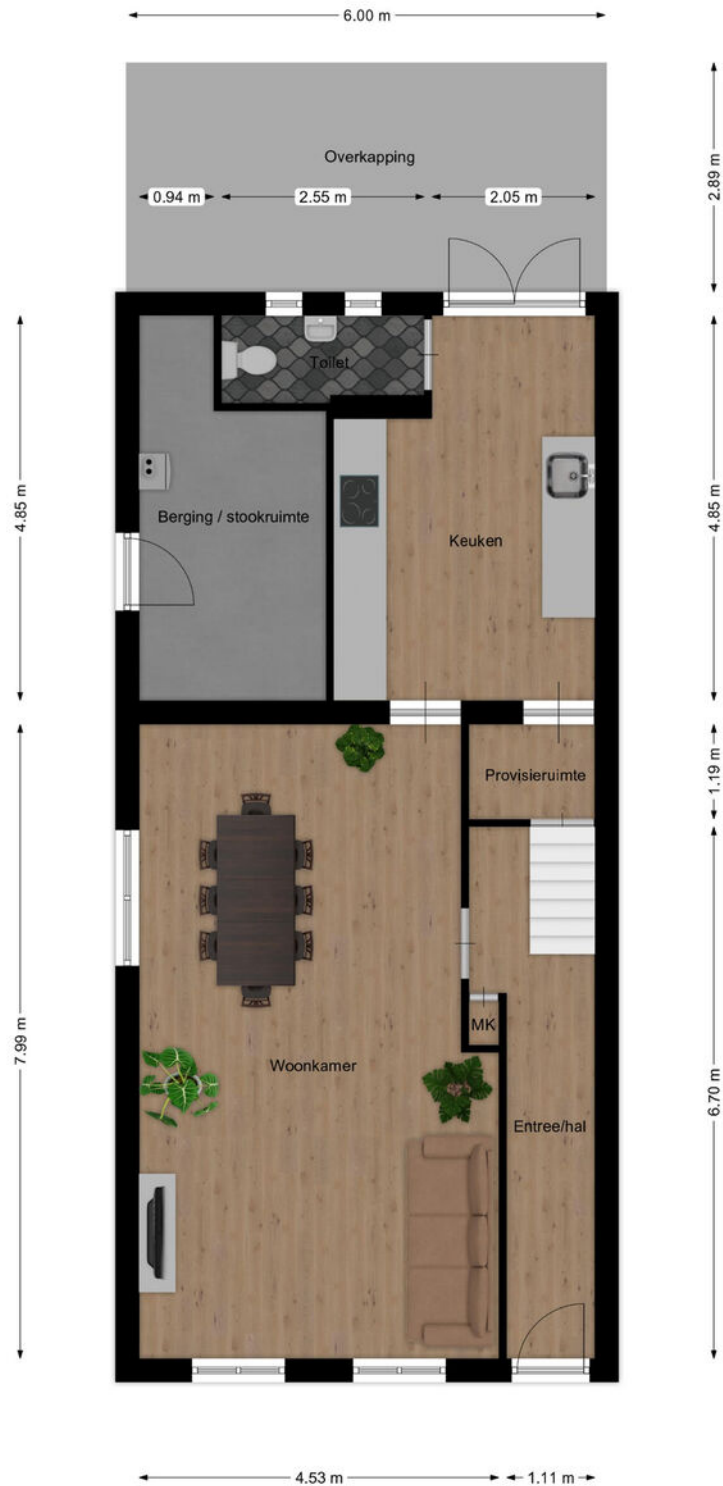 6.00 m
Overkapping
2.89 m
0.94 m
2.55 m
2.05 m
Toilet
4.85 m
Berging / stookruimte
Keuken
4.85 m
Provisieruimte
1.19 m
7.99 m
MK
Woonkamer
Entree/hal
6.70 m
4.53 m
1.11 m